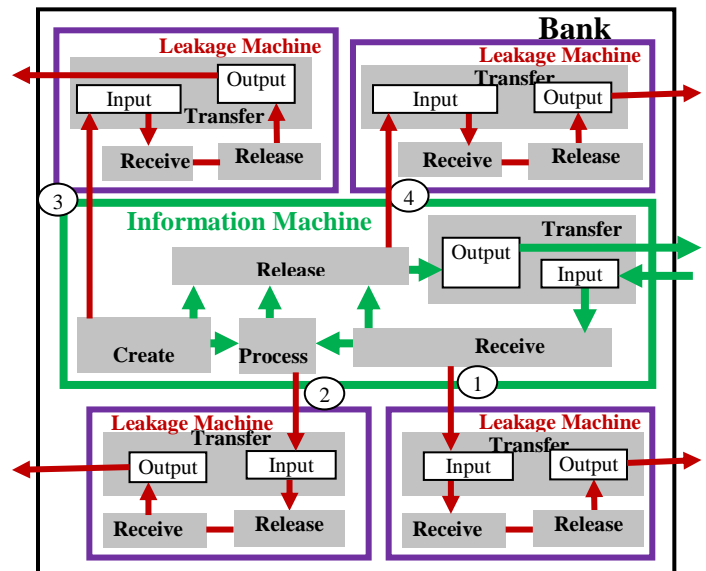 Bank
Leakage Machine
Output
Input
Transfer
Receive
Release
Leakage Machine
Transfer
Input
Output
Receive
Release
3
4
Information Machine
Transfer
Output
Input
Release
Create
Process
Receive
1
2
Leakage Machine
Transfer
Output
Input
Receive
Release
Leakage Machine
Transfer
Input
Output
Receive
Release